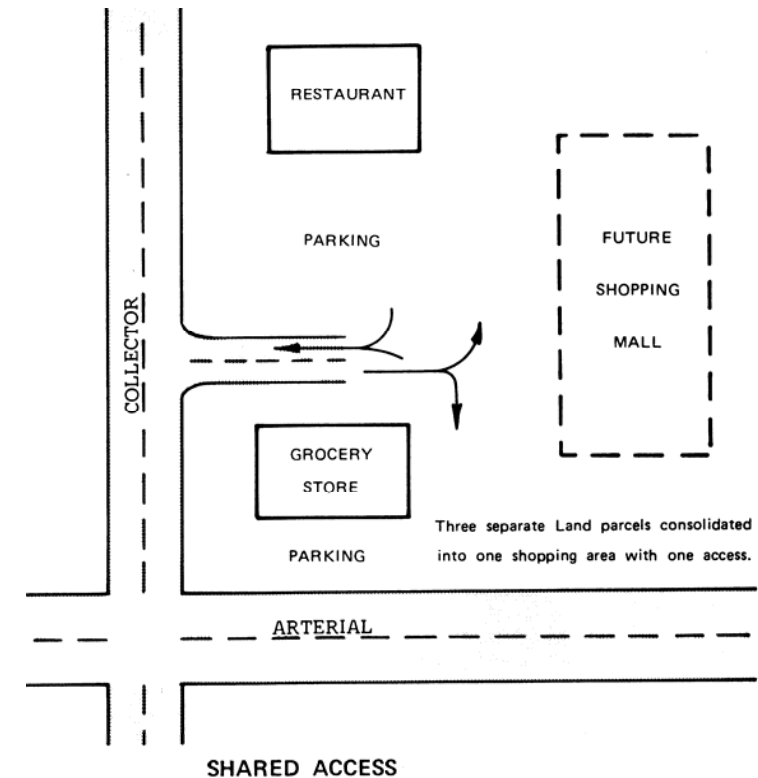 RESTAURANT
PARKING
FUTURE
SHOPPING
MALL
COLLECTOR
GROCERY
STORE
PARKING
Three separate Land parcels consolidated
into one shopping area with one access.
ARTERIAL
SHARED ACCESS